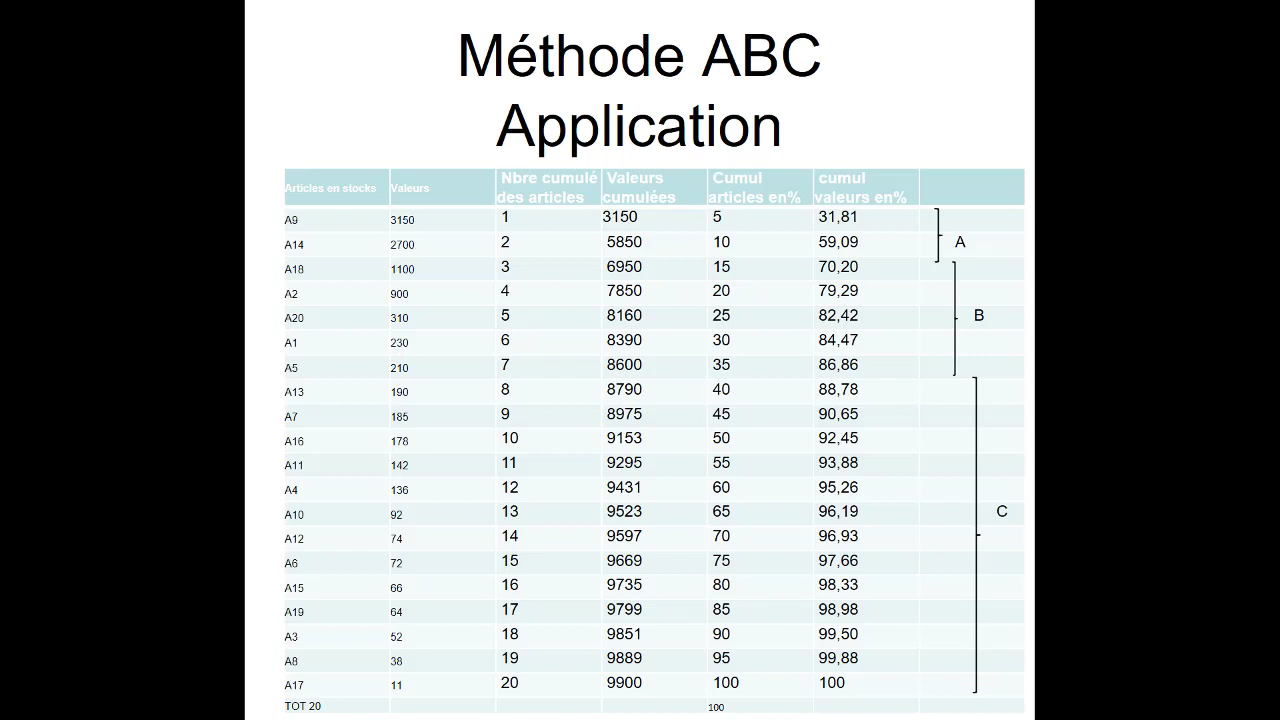 Méthode ABC
Application
Articles en stocks Valeurs Nbre cumulé des articles Valeurs cumulées Cumul articles en% cumul valeurs en%
A9 3150 1 3150 5 31,81
A14 2700 2 5850 10 59,09 A
A18 1100 3 6950 15 70,20
A2 900 4 7850 20 79,29
A20 310 5 8160 25 82,42 B
A1 230 6 8390 30 84,47
A5 210 7 8600 35 86,86
A13 190 8 8790 40 88,78
A7 185 9 8975 45 90,65
A16 178 10 9153 50 92,45
A11 142 11 9295 55 93,88
A4 136 12 9431 60 95,26
A10 92 13 9523 65 96,19 C
A12 74 14 9597 70 96,93
A6 72 15 9669 75 97,66
A15 66 16 9735 80 98,33
A19 64 17 9799 85 98,98
A3 52 18 9851 90 99,50
A8 38 19 9889 95 99,88
A17 11 20 9900 100 100
TOT 20 100